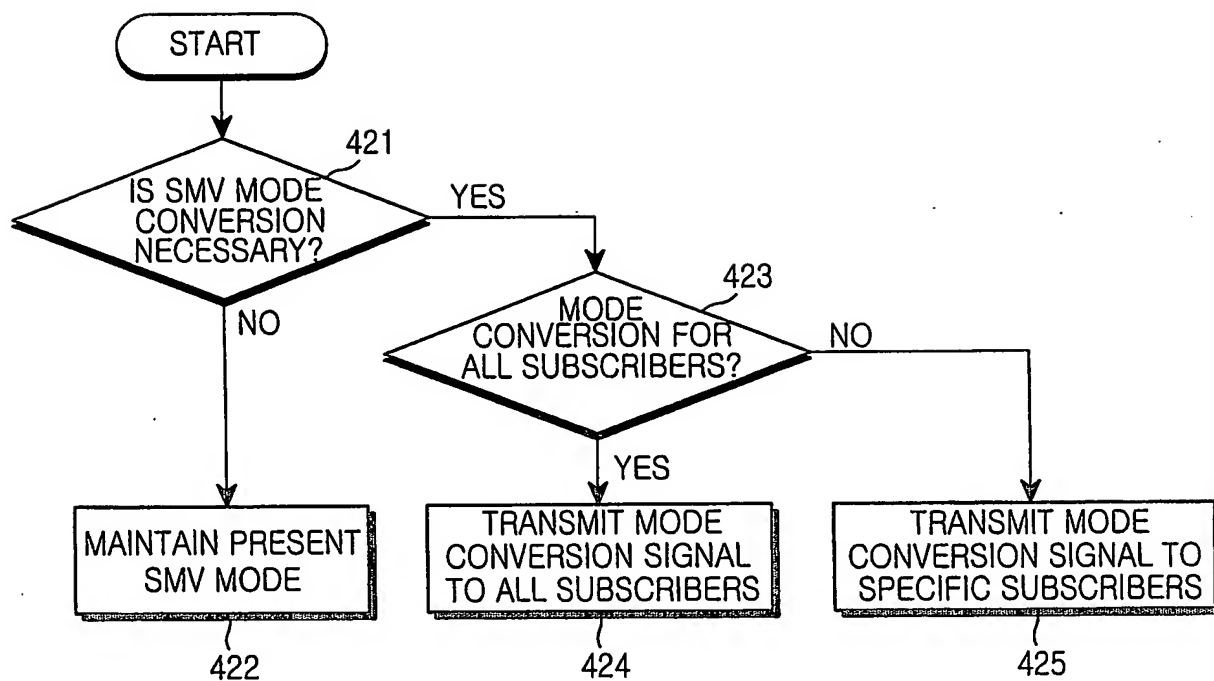 START
421
IS SMV MODE
CONVERSION
NECESSARY?
YES
NO
423
MODE
CONVERSION FOR
ALL SUBSCRIBERS?
NO
YES
MAINTAIN PRESENT
SMV MODE
TRANSMIT MODE
CONVERSION SIGNAL
TO ALL SUBSCRIBERS
TRANSMIT MODE
CONVERSION SIGNAL TO
SPECIFIC SUBSCRIBERS
422
424
425